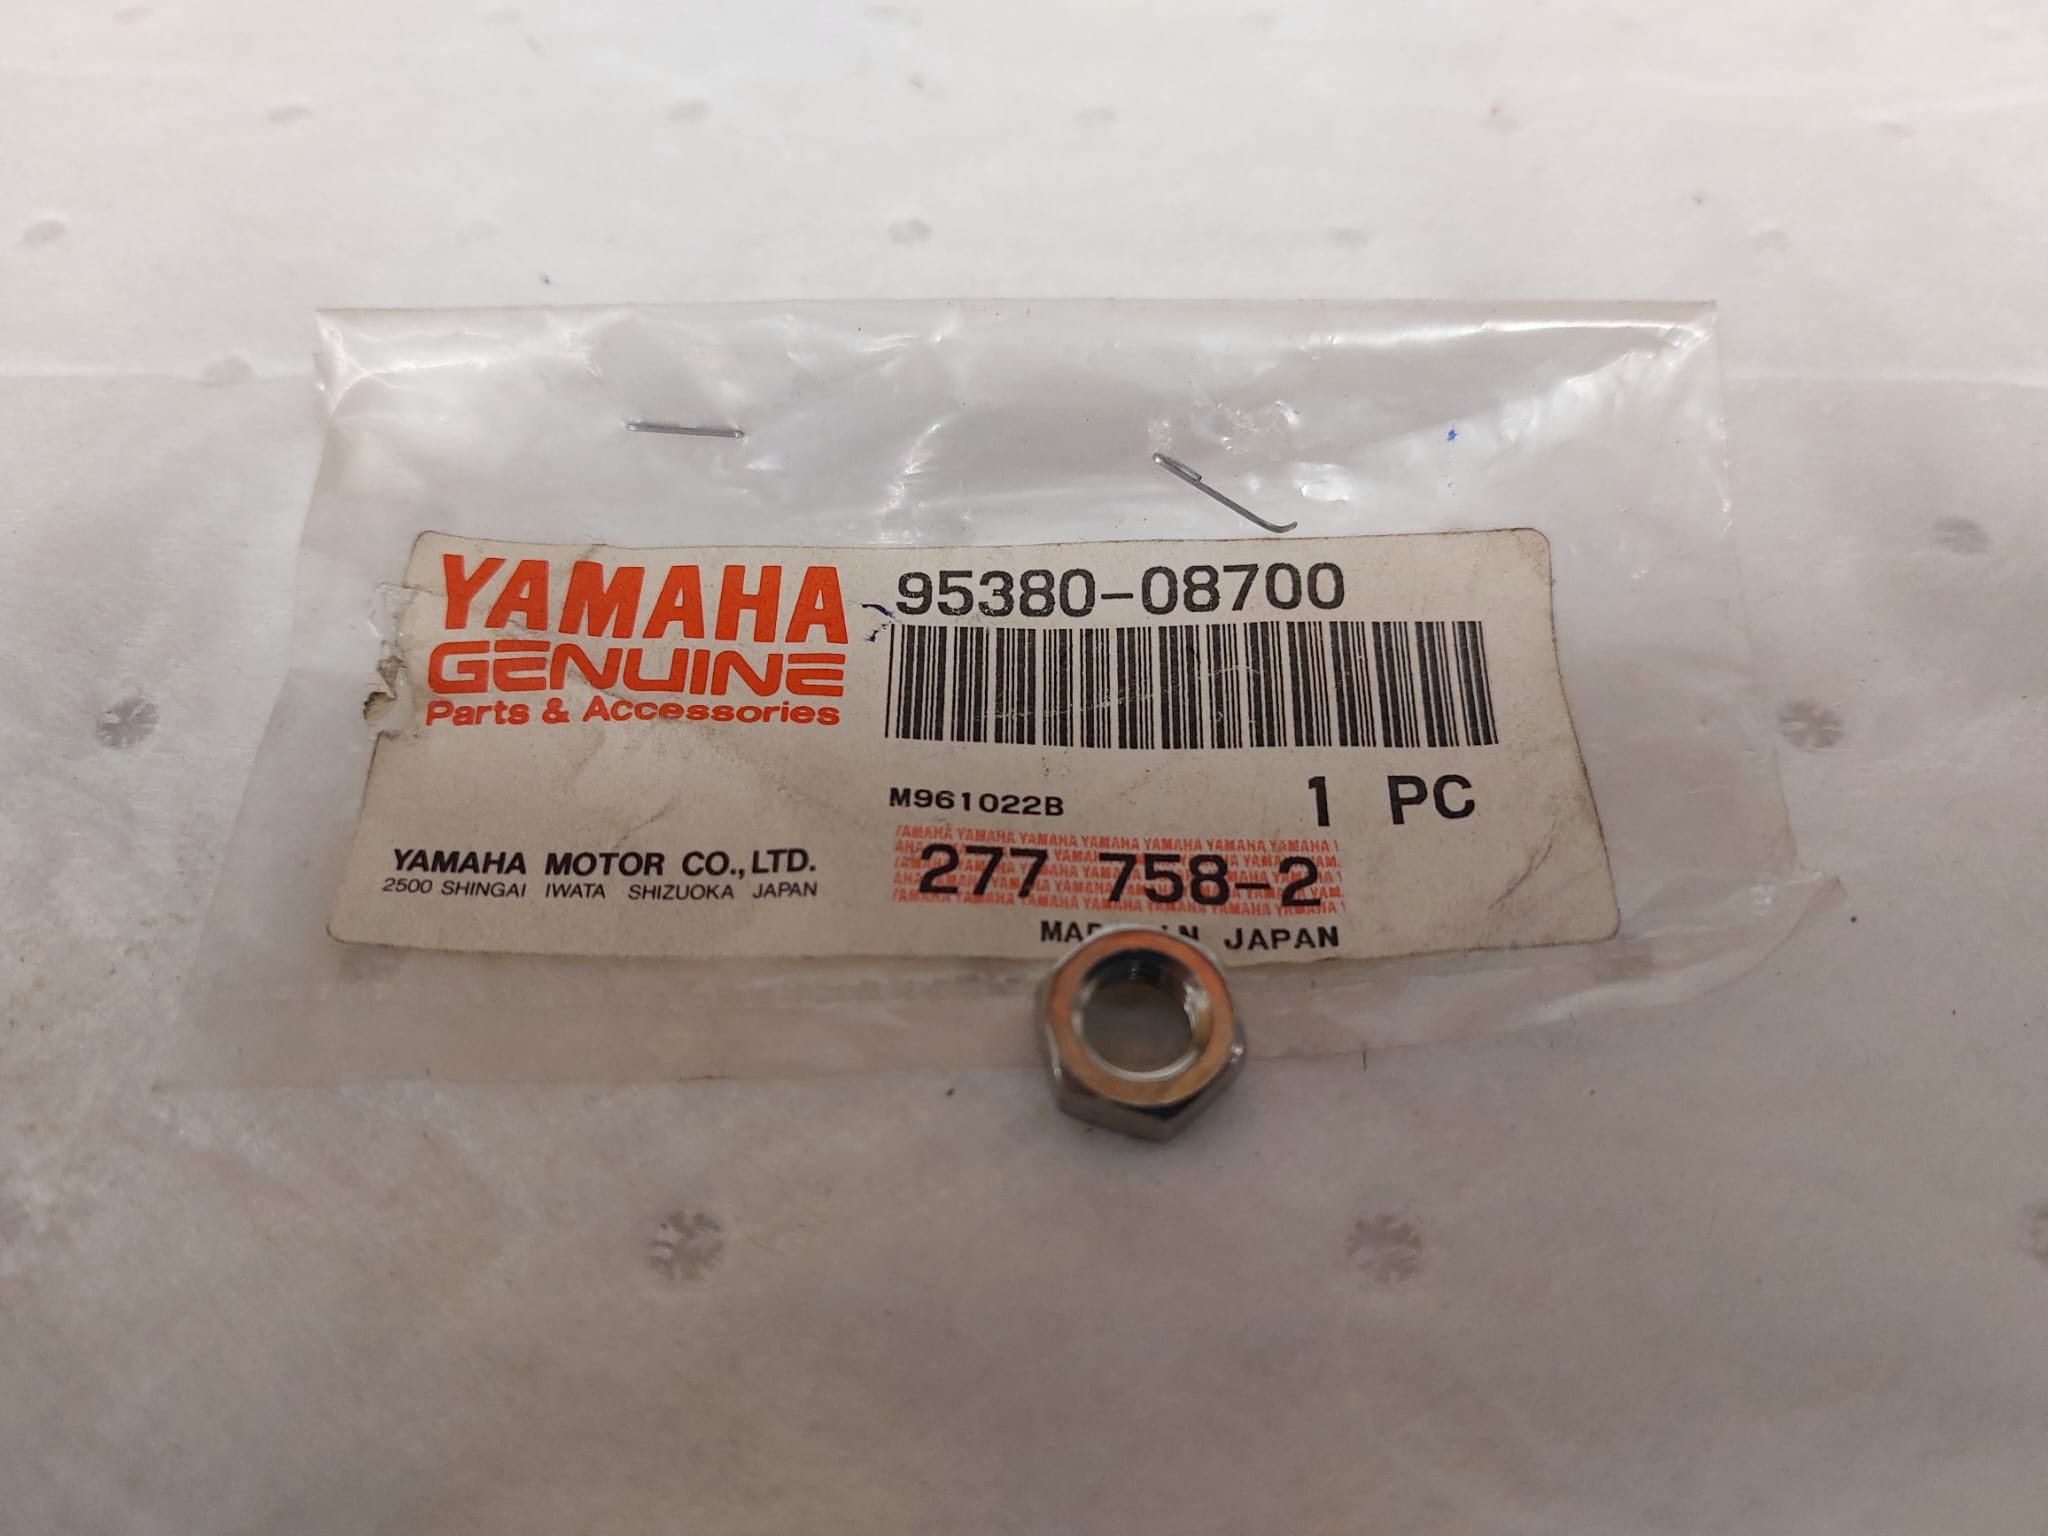 YAMAHA
GENUINE
Parts & Accessories
95380-08700
M961022B
1 PC
277 758-2
YAMAHA MOTOR CO., LTD.
2500 SHINGAI IWATA SHIZUOKA JAPAN
JAPAN